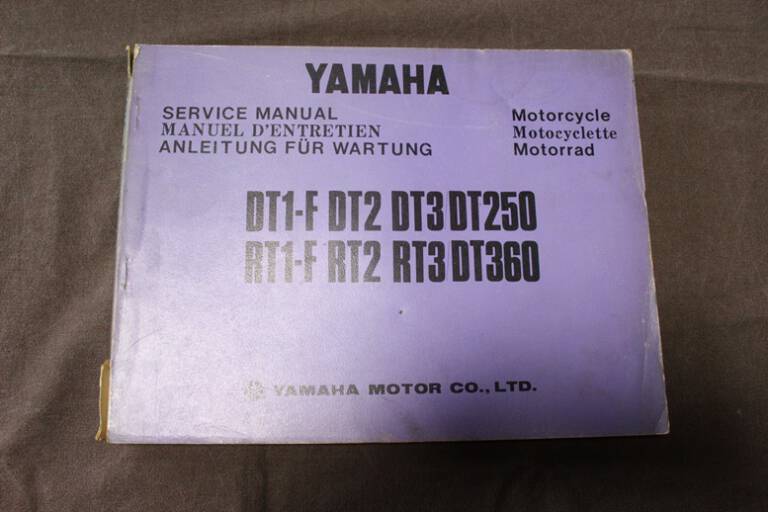 YAMAHA
SERVICE MANUAL Motorcycle
MANUEL D'ENTRETIEN Motocyclette
ANLEITUNG FÜR WARTUNG Motorrad
DT1-F DT2 DT3 DT250
RT1-F RT2 RT3 DT360
YAMAHA MOTOR CO., LTD.